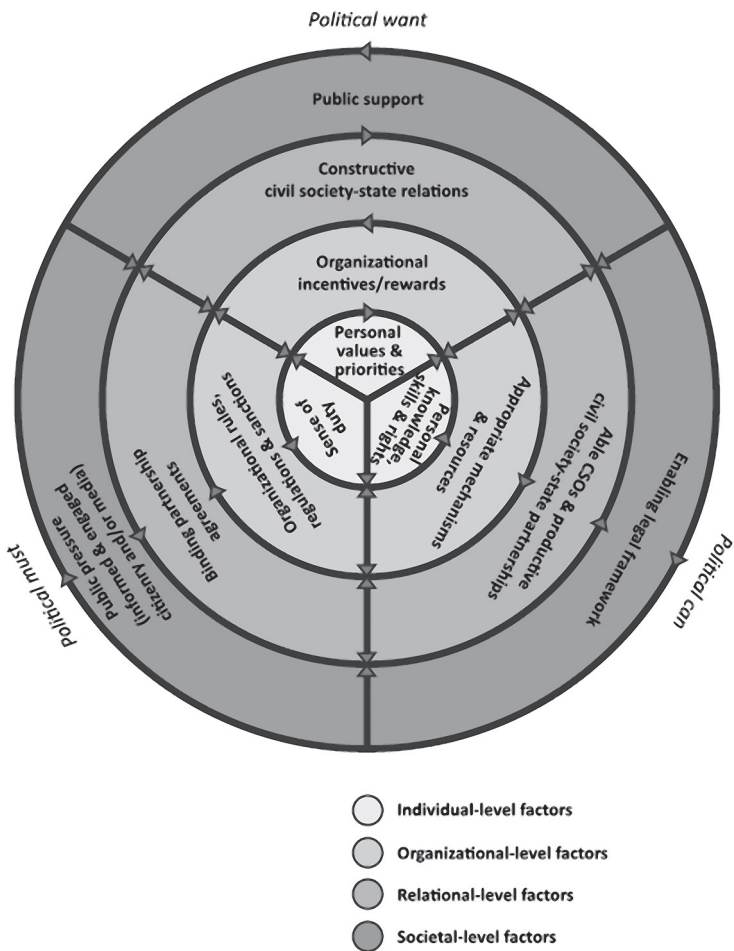 Political want
Public support
Constructive
civil society-state relations
Organizational
incentives/rewards
Personal
values &
priorities
Sense of
duty
Personal
knowledge,
skills & rights
Organizational rules,
regulations & sanctions
Appropriate mechanisms
& resources
Binding partnership
agreements
Able CSOs & productive
civil society-state partnerships
Public pressure
(informed & engaged
citizenry and/or media)
Enabling legal framework
Political must
Political can
Individual-level factors
Organizational-level factors
Relational-level factors
Societal-level factors